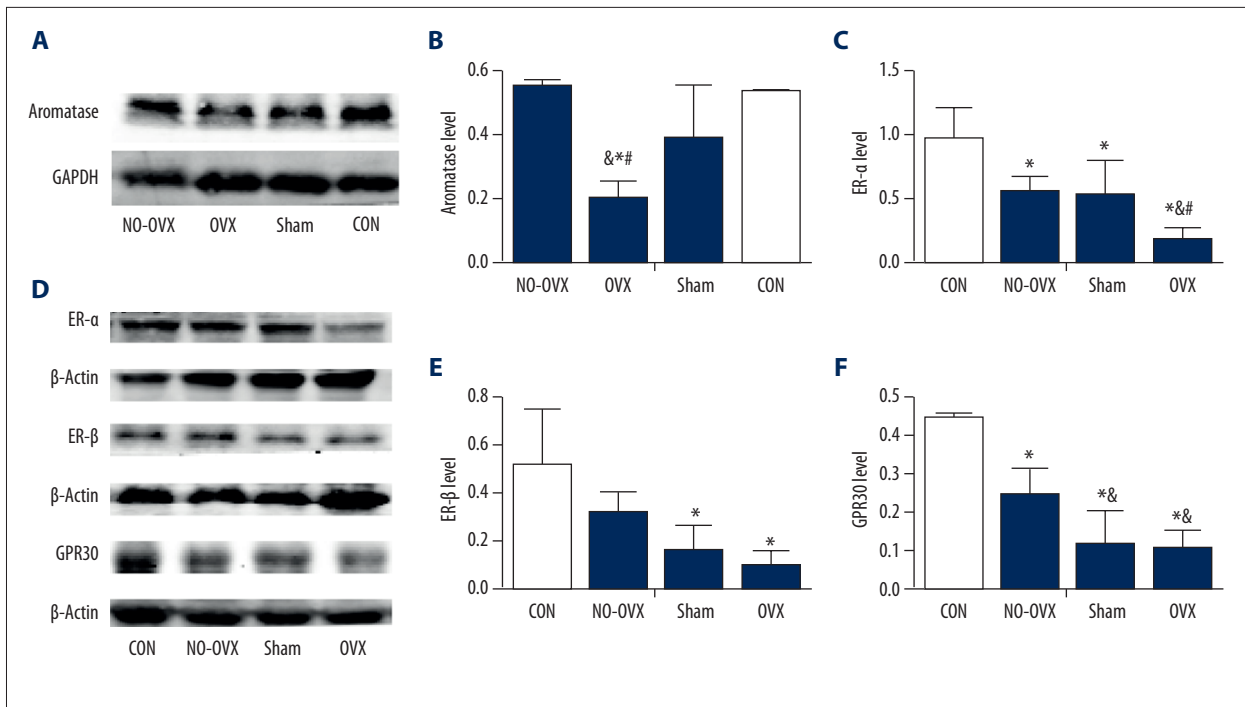 A
Aromatase
GAPDH
NO-OVX OVX Sham CON
B
Aromatase level
0.6
0.4
0.2
0.0
&*#
NO-OVX OVX Sham CON
C
ER-α level
1.5
1.0
0.5
0.0
*
*
*&#
CON NO-OVX Sham OVX
D
ER-α
β-Actin
ER-β
β-Actin
GPR30
β-Actin
CON NO-OVX Sham OVX
E
ER-β level
0.8
0.6
0.4
0.2
0.0
*
*
CON NO-OVX Sham OVX
F
GPR30 level
0.5
0.4
0.3
0.2
0.1
0.0
*
*&
*&
CON NO-OVX Sham OVX